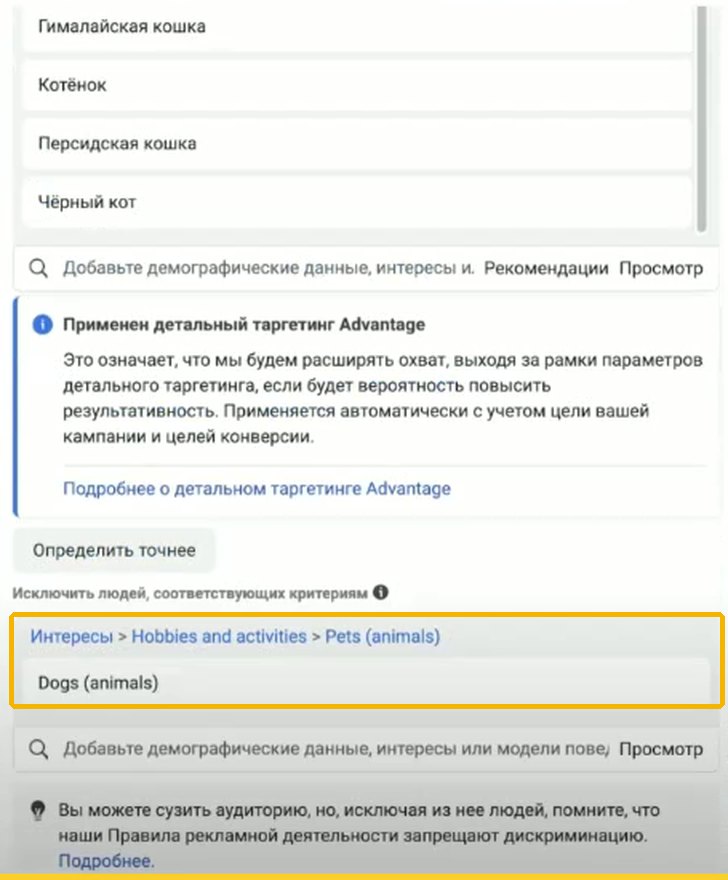 Гималайская кошка
Котёнок
Персидская кошка
Чёрный кот
Добавьте демографические данные, интересы и. Рекомендации Просмотр
Применен детальный таргетинг Advantage
Это означает, что мы будем расширять охват, выходя за рамки параметров
детального таргетинга, если будет вероятность повысить
результативность. Применяется автоматически с учетом цели вашей
кампании и целей конверсии.
Подробнее о детальном таргетинге Advantage
Определить точнее
Исключить людей, соответствующих критериям
Интересы > Hobbies and activities > Pets (animals)
Dogs (animals)
Добавьте демографические данные, интересы или модели пове, Просмотр
Вы можете сузить аудиторию, но, исключая из нее людей, помните, что
наши Правила рекламной деятельности запрещают дискриминацию.
Подробнее.